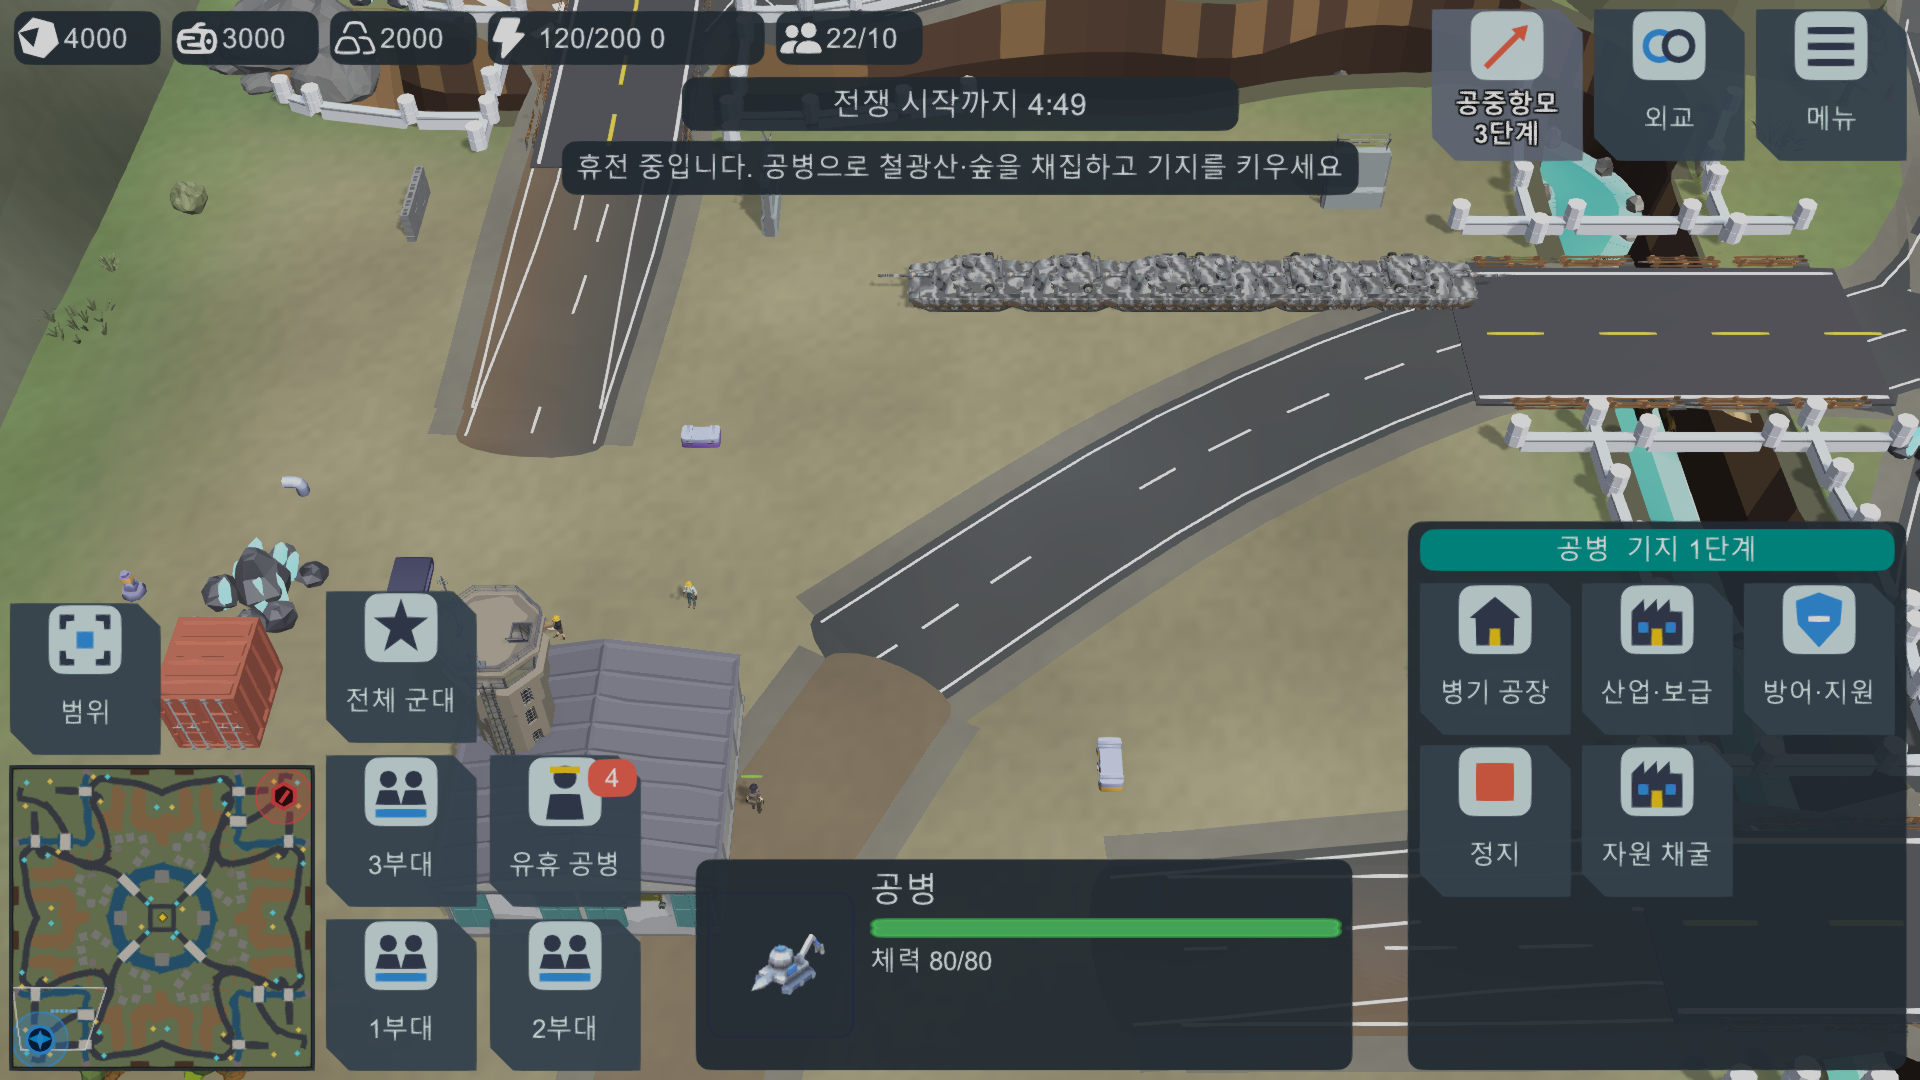 4000
3000
2000
120/200 0
22/10
전쟁 시작까지 4:49
휴전 중입니다. 공병으로 철광산·숲을 채집하고 기지를 키우세요
공중항모
3단계
외교
메뉴
범위
전체 군대
3부대
4
유휴 공병
1부대
2부대
공병
체력 80/80
공병 기지 1단계
병기 공장
산업·보급
방어·지원
정지
자원 채굴